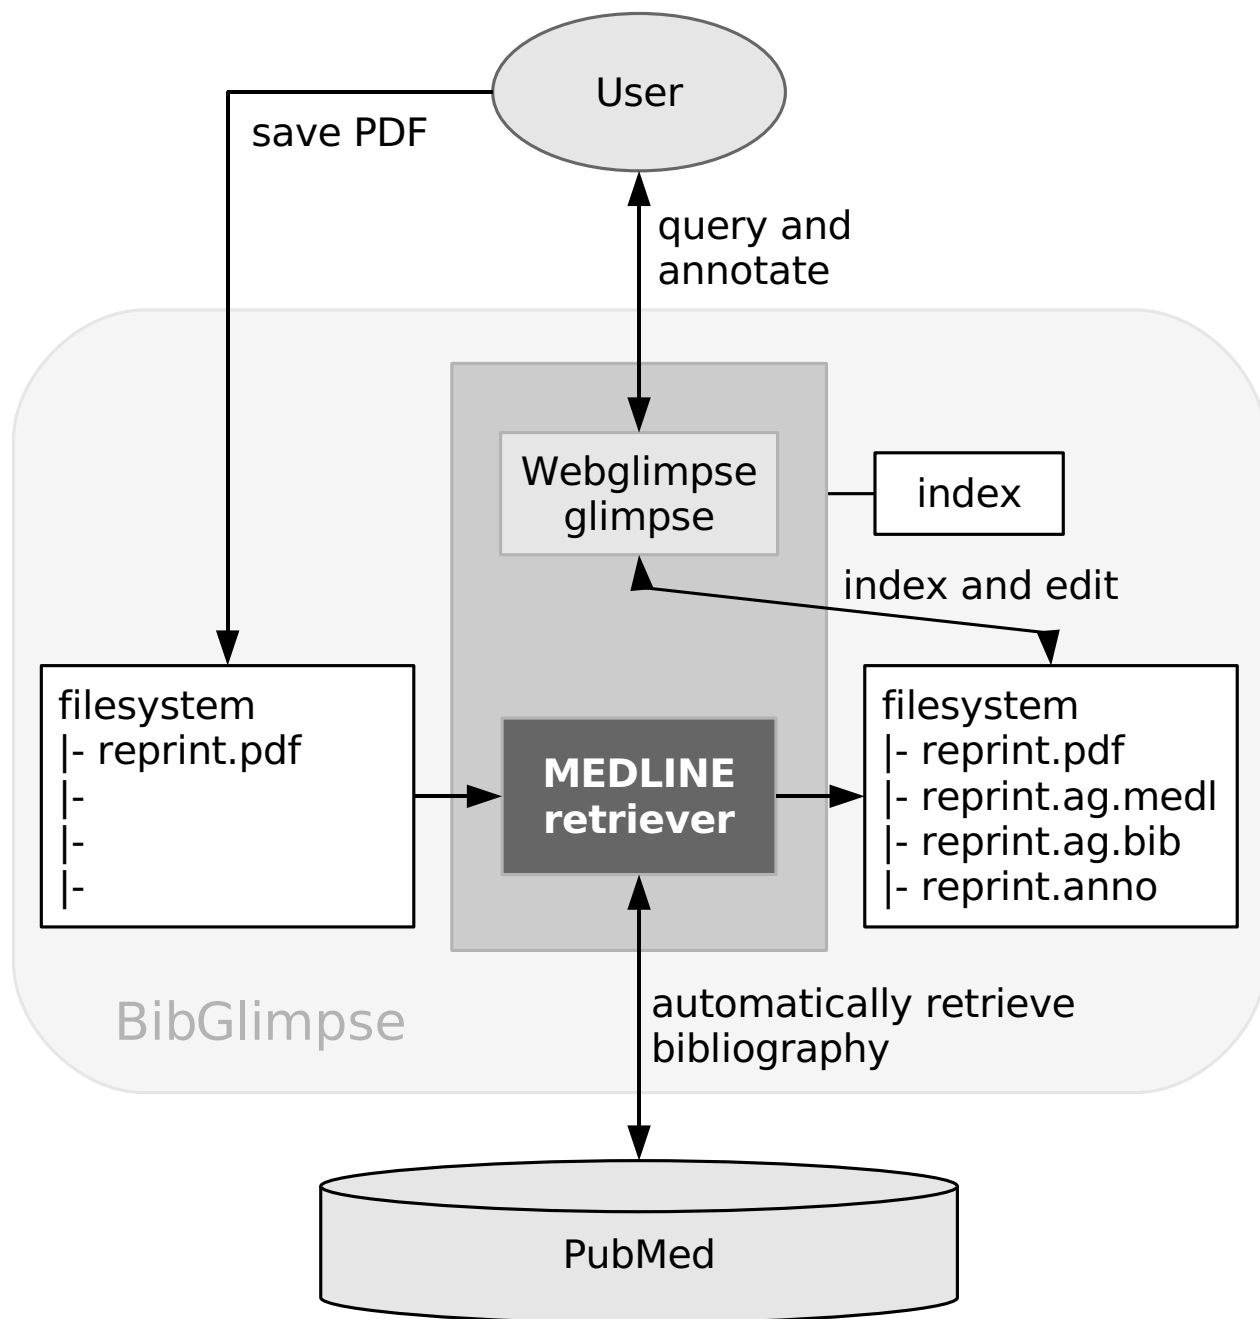 User
save PDF
query and
annotate
Webglimpse
glimpse
index
index and edit
filesystem
|- reprint.pdf
|-
|-
|-
MEDLINE
retriever
filesystem
|- reprint.pdf
|- reprint.ag.medl
|- reprint.ag.bib
|- reprint.anno
BibGlimpse
automatically retrieve
bibliography
PubMed